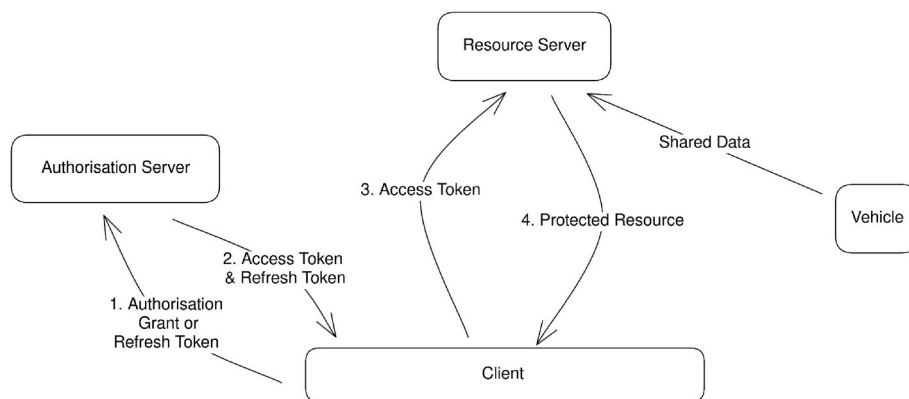 Resource Server
Shared Data
Authorisation Server
3. Access Token
Vehicle
4. Protected Resource
2. Access Token
& Refresh Token
1. Authorisation
Grant or
Refresh Token
Client